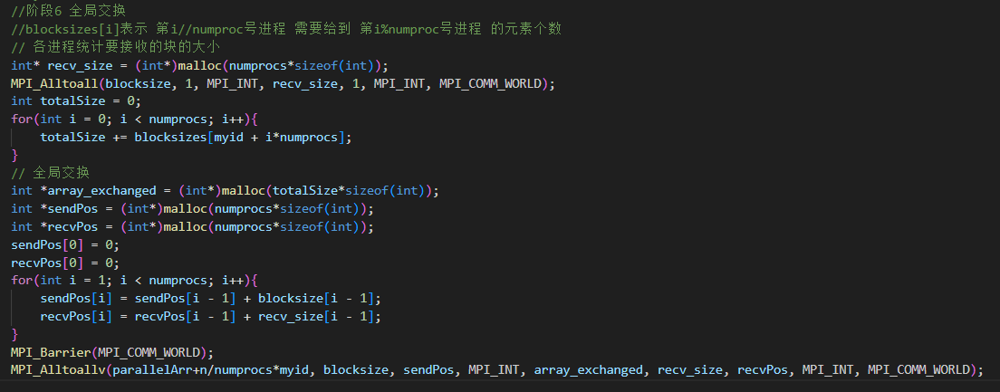 //阶段6 全局交换
//blocksizes[i]表示 第i//numproc号进程 需要给到 第i%numproc号进程 的元素个数
// 各进程统计要接收的块的大小
int* recv_size = (int*)malloc(numprocs*sizeof(int));
MPI_Alltoall(blocksize, 1, MPI_INT, recv_size, 1, MPI_INT, MPI_COMM_WORLD);
int totalSize = 0;
for(int i = 0; i < numprocs; i++){
    totalSize += blocksizes[myid + i*numprocs];
}
// 全局交换
int *array_exchanged = (int*)malloc(totalSize*sizeof(int));
int *sendPos = (int*)malloc(numprocs*sizeof(int));
int *recvPos = (int*)malloc(numprocs*sizeof(int));
sendPos[0] = 0;
recvPos[0] = 0;
for(int i = 1; i < numprocs; i++){
    sendPos[i] = sendPos[i - 1] + blocksize[i - 1];
    recvPos[i] = recvPos[i - 1] + recv_size[i - 1];
}
MPI_Barrier(MPI_COMM_WORLD);
MPI_Alltoallv(parallelArr+n/numprocs*myid, blocksize, sendPos, MPI_INT, array_exchanged, recv_size, recvPos, MPI_INT, MPI_COMM_WORLD);